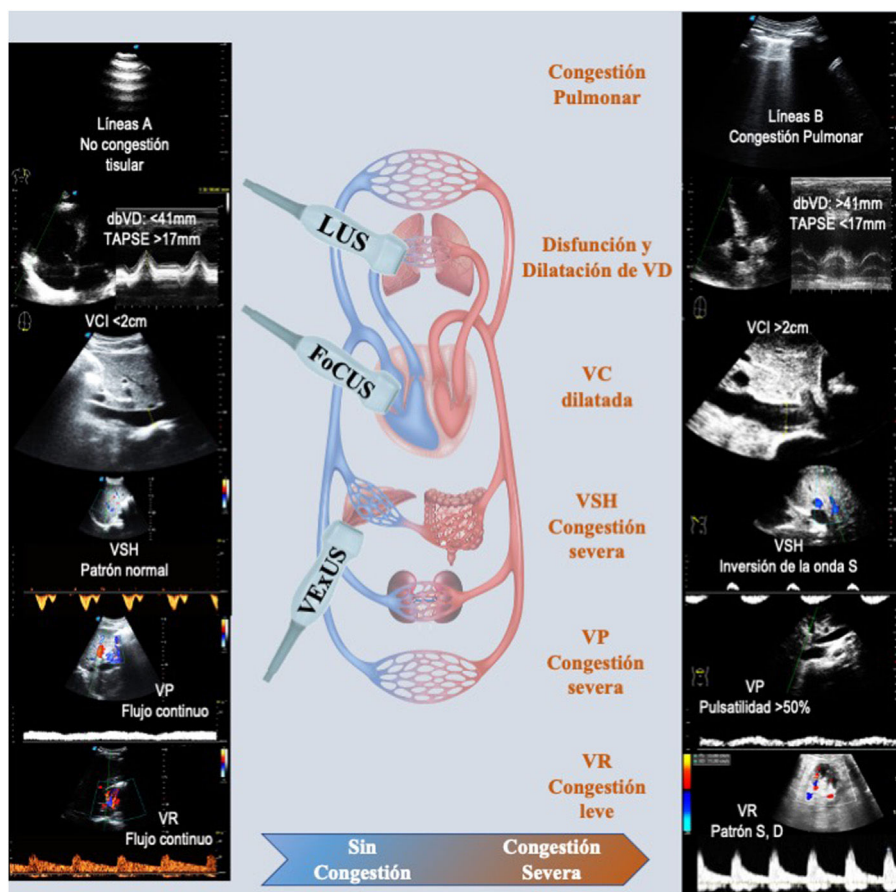 Líneas A
No congestión
tisular
dbVD: <41mm
TAPSE >17mm
VCI <2cm
VSH
Patrón normal
VP
Flujo continuo
VR
Flujo continuo
LUS
FoCUS
VExUS
Congestión
Pulmonar
Disfunción y
Dilatación de VD
VC
dilatada
VSH
Congestión
severa
VP
Congestión
severa
VR
Congestión
leve
Sin
Congestión
Congestión
Severa
Líneas B
Congestión Pulmonar
dbVD: >41mm
TAPSE <17mm
VCI >2cm
VSH
Inversión de la onda S
VP
Pulsatilidad >50%
VR
Patrón S, D